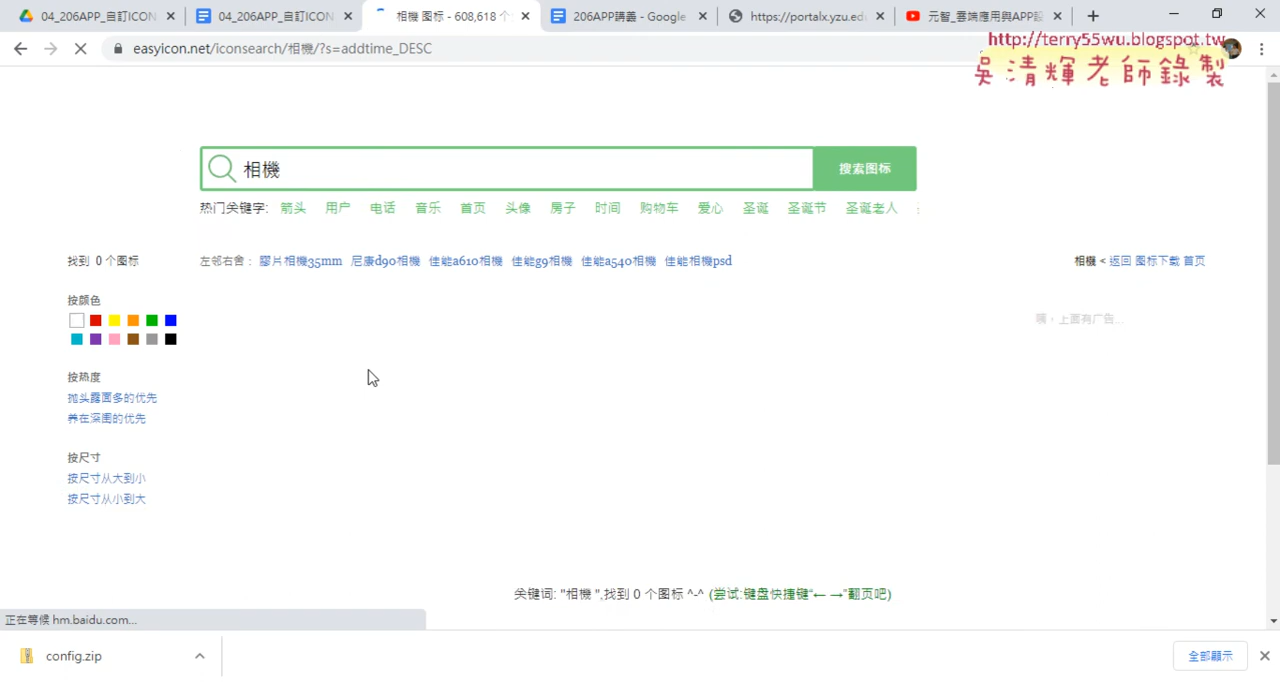 04_206APP_自訂ICON
04_206APP_自訂ICON
相機 图标 - 608,618 个
206APP講義 - Google
https://portalx.yzu.ed
元智_雲端應用與APP設
easyicon.net/iconsearch/相機/?s=addtime_DESC
http://terry55wu.blogspot.tw
吳清輝老師錄製
相機
搜索图标
热门关键字: 箭头 用户 电话 音乐 首页 头像 房子 时间 购物车 爱心 圣诞 圣诞节 圣诞老人
找到 0 个图标
左邻右舍： 膠片相機35mm 尼康d90相機 佳能a610相機 佳能g9相機 佳能a540相機 佳能相機psd
相機 < 返回 图标下载 首页
按颜色
咦，上面有广告...
按热度
抛头露面多的优先
养在深闺的优先
按尺寸
按尺寸从大到小
按尺寸从小到大
关键词: "相機 ",找到 0 个图标 ^-^ (尝试:键盘快捷键"← →"翻页吧)
正在等候 hm.baidu.com...
config.zip
全部顯示